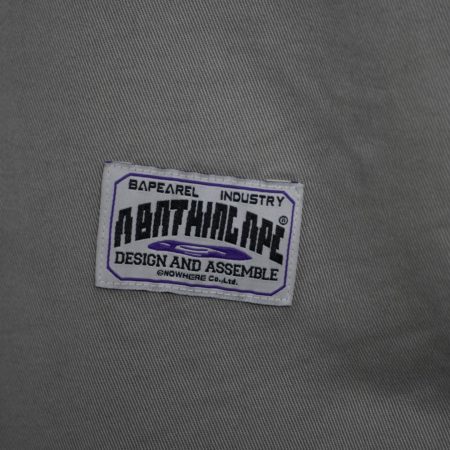 BAPEAREL INDUSTRY
A BATHING APE®
DESIGN AND ASSEMBLE
©NOWHERE Co.,Ltd.